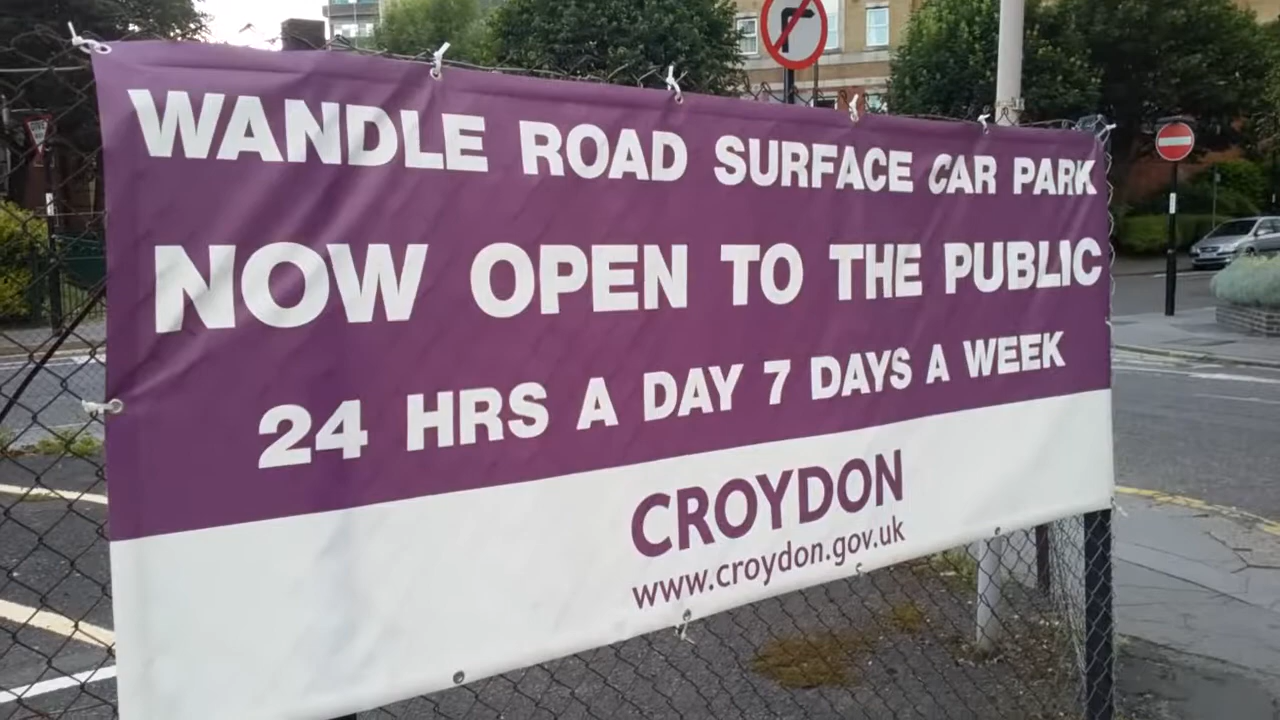 WANDLE ROAD SURFACE CAR PARK
NOW OPEN TO THE PUBLIC
24 HRS A DAY 7 DAYS A WEEK
CROYDON
www.croydon.gov.uk